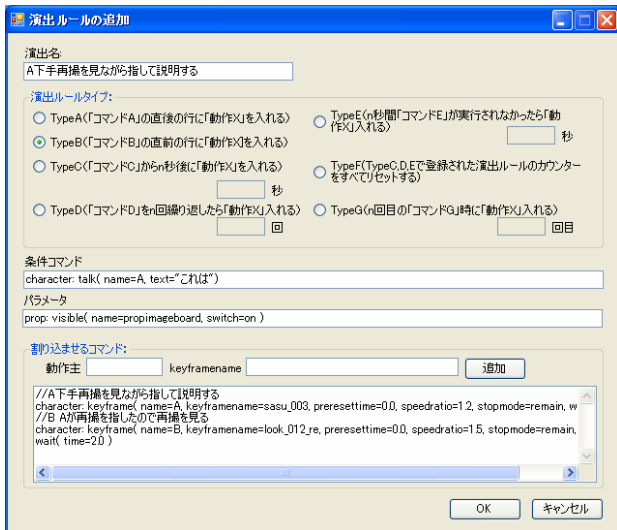 演出ルールの追加
演出名:
A下手再撮を見ながら指して説明する
演出ルールタイプ:
TypeA(「コマンドA」の直後の行に「動作X」を入れる)
TypeB(「コマンドB」の直前の行に「動作X」を入れる)
TypeC(「コマンドC」からn秒後に「動作X」を入れる)
秒
TypeD(「コマンドD」をn回繰り返したら「動作X」入れる)
回
TypeE(n秒間「コマンドE」が実行されなかったら「動
作X」入れる)
秒
TypeF(TypeC,D,Eで登録された演出ルールのカウンター
をすべてリセットする)
TypeG(n回目の「コマンドG」時に「動作X」入れる)
回目
条件コマンド
character: talk( name=A, text="これは")
パラメータ
prop: visible( name=propimageboard, switch=on )
割り込ませるコマンド:
動作主 keyframename 追加
//A下手再撮を見ながら指して説明する
character: keyframe( name=A, keyframename=sasu_003, preresettime=0.0, speedratio=1.2, stopmode=remain, w
//B Aが再撮を指したので再撮を見る
character: keyframe( name=B, keyframename=look_012_re, preresettime=0.0, speedratio=1.5, stopmode=remain,
wait( time=2.0 )
OK キャンセル